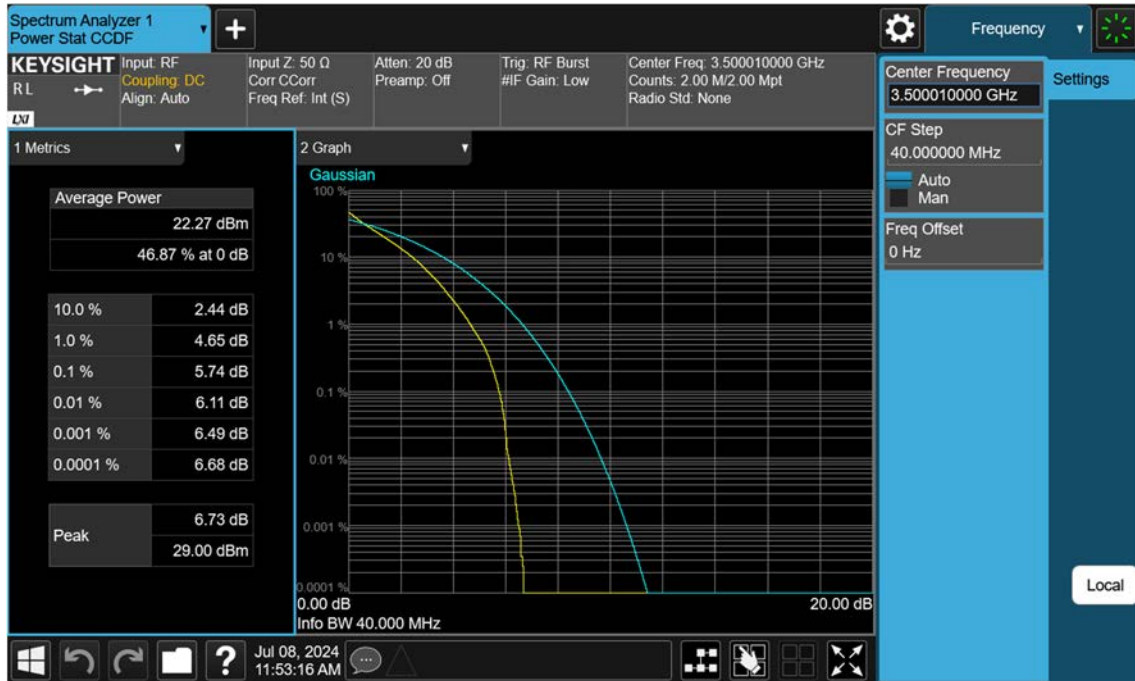 Spectrum Analyzer 1
Power Stat CCDF
+
Frequency
KEYSIGHT
RL
LXI
Input: RF
Coupling: DC
Align: Auto
Input Z: 50 Ω
Corr CCorr
Freq Ref: Int (S)
Atten: 20 dB
Preamp: Off
Trig: RF Burst
#IF Gain: Low
Center Freq: 3.500010000 GHz
Counts: 2.00 M/2.00 Mpt
Radio Std: None
Center Frequency
3.500010000 GHz
Settings
CF Step
40.000000 MHz
Auto
Man
Freq Offset
0 Hz
1 Metrics
Average Power
22.27 dBm
46.87 % at 0 dB
10.0 % 2.44 dB
1.0 % 4.65 dB
0.1 % 5.74 dB
0.01 % 6.11 dB
0.001 % 6.49 dB
0.0001 % 6.68 dB
Peak
6.73 dB
29.00 dBm
2 Graph
Gaussian
100 %
10 %
1 %
0.1 %
0.01 %
0.001 %
0.0001 %
0.00 dB 20.00 dB
Info BW 40.000 MHz
Local
?
Jul 08, 2024
11:53:16 AM